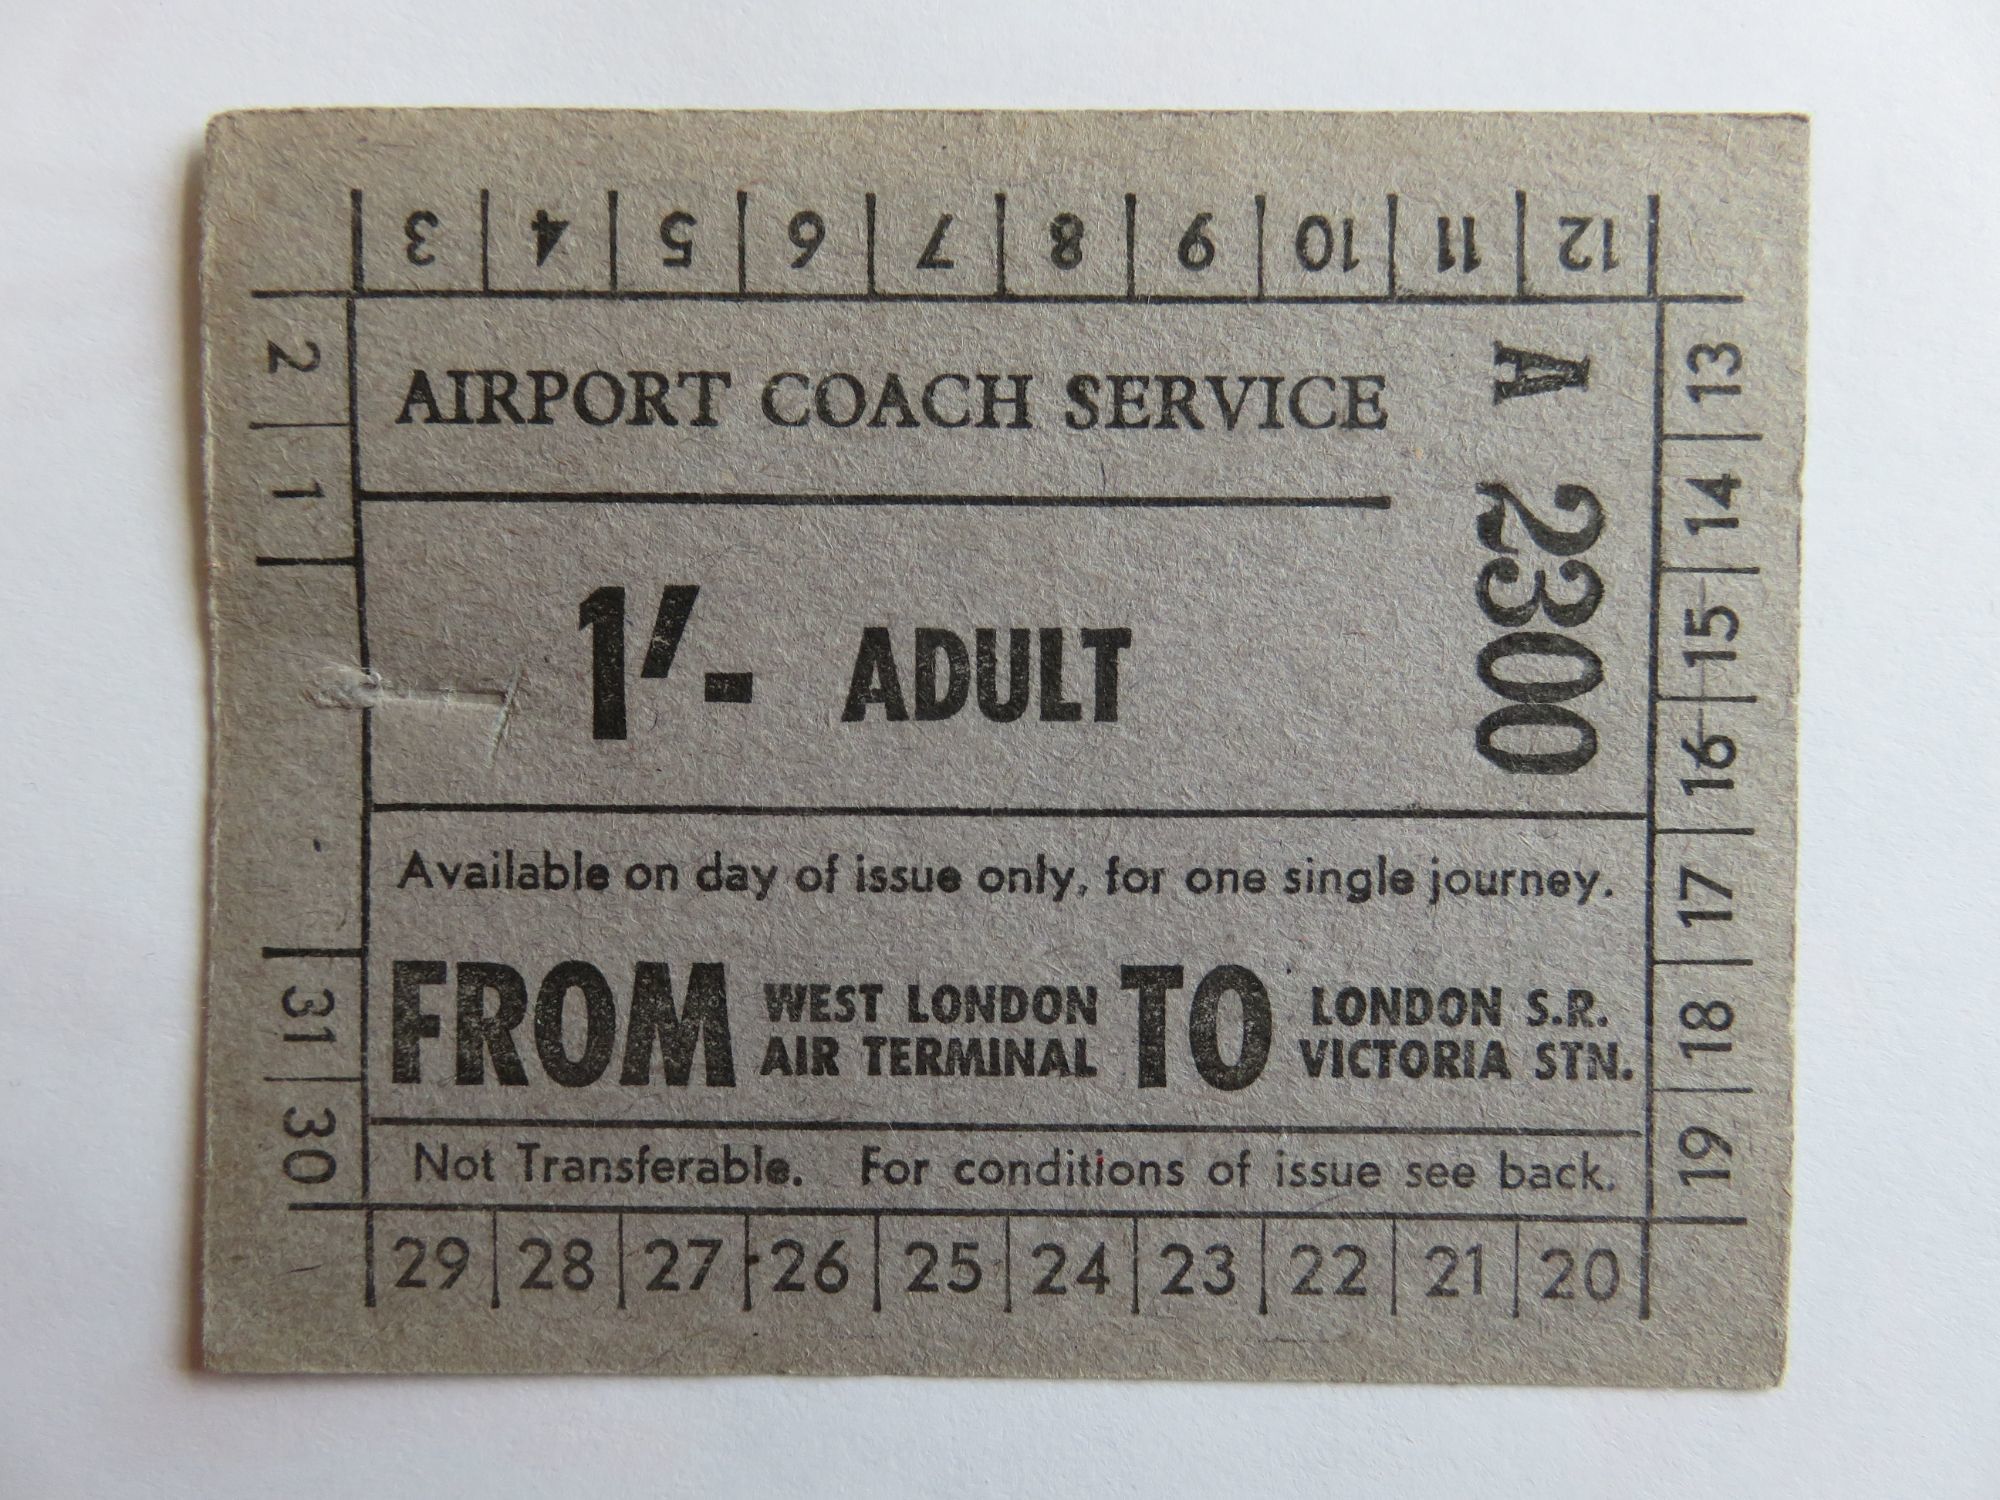 3 4 5 6 7 8 9 10 11 12
2
1
AIRPORT COACH SERVICE
A 2300
1/- ADULT
Available on day of issue only, for one single journey.
FROM WEST LONDON AIR TERMINAL TO LONDON S.R. VICTORIA STN.
Not Transferable. For conditions of issue see back.
13
14
15
16
17
18
19
31
30
29 28 27 26 25 24 23 22 21 20